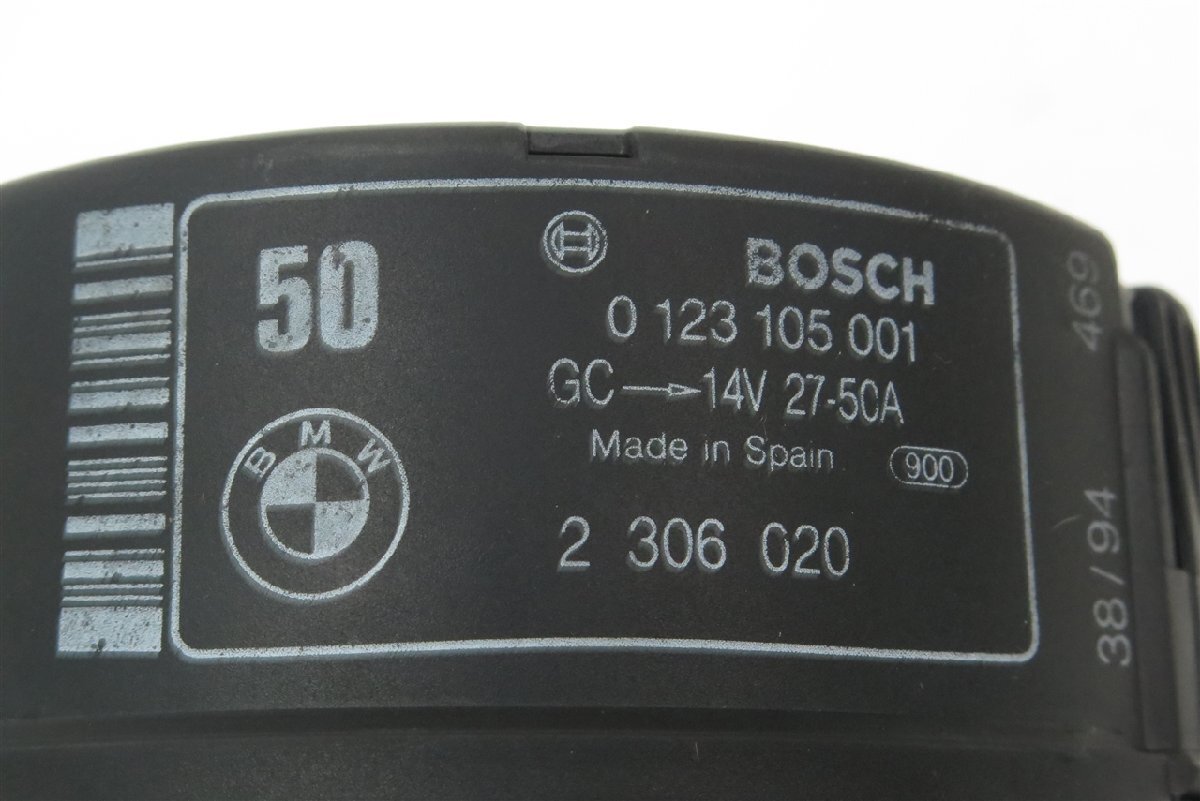 50
BOSCH
0 123 105 001
GC → 14V 27-50A
Made in Spain 900
BMW
2 306 020
38/94 469